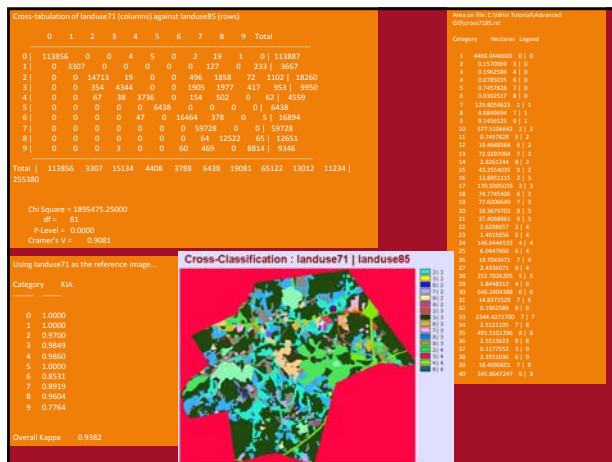 Cross-tabulation of landuse71 (columns) against landuse85 (rows)
0 1 2 3 4 5 6 7 8 9 Total
0 | 113856 0 0 4 5 0 2 19 1 0 | 113887
1 | 0 3307 0 0 0 0 0 127 0 233 | 3667
2 | 0 0 14713 19 0 0 496 1858 72 1102 | 18260
3 | 0 0 354 4344 0 0 1905 1977 417 953 | 9950
4 | 0 0 67 38 3736 0 154 502 0 62 | 4559
5 | 0 0 0 0 0 6438 0 0 0 0 | 6438
6 | 0 0 0 0 47 0 16464 378 0 5 | 16894
7 | 0 0 0 0 0 0 0 59728 0 0 | 59728
8 | 0 0 0 0 0 0 0 64 12522 65 | 12651
9 | 0 0 0 3 0 0 60 469 0 8814 | 9346
Total | 113856 3307 15134 4408 3788 6438 19081 65122 13012 11234 |
255380
Chi Square = 1895475.25000
df = 81
P-Level = 0.0000
Cramer's V = 0.9081
Using landuse71 as the reference image...
Category KIA
0 1.0000
1 1.0000
2 0.9700
3 0.9849
4 0.9860
5 1.0000
6 0.8531
7 0.8919
8 0.9604
9 0.7764
Overall Kappa 0.9382
Cross-Classification : landuse71 | landuse85
Area on file: C:\Idrisi Tutorial\Advanced
GIS\cross7185.rst
Category Hectares Legend
1 4469.0446669 0 | 0
2 0.1570069 3 | 0
3 0.1962586 4 | 0
4 0.0785035 6 | 0
5 0.7457828 7 | 0
6 0.0392517 8 | 0
7 129.8054623 1 | 1
8 4.9849694 7 | 1
9 9.1456525 9 | 1
10 577.5106642 2 | 2
11 0.7457828 3 | 2
12 19.4688568 6 | 2
13 72.9297094 7 | 2
14 2.8261244 8 | 2
15 43.2554035 9 | 2
16 13.8951115 2 | 3
17 170.5095035 3 | 3
18 74.7745406 6 | 3
19 77.6006649 7 | 3
20 16.3679703 8 | 3
21 37.4068961 9 | 3
22 2.6298657 2 | 4
23 1.4915656 3 | 4
24 146.6444533 4 | 4
25 6.0447660 6 | 4
26 19.7043671 7 | 4
27 2.4336071 9 | 4
28 252.7026205 5 | 5
29 1.8448312 4 | 6
30 646.2404388 6 | 6
31 14.8371529 7 | 6
32 0.1962586 9 | 6
33 2344.4271700 7 | 7
34 2.5121105 7 | 8
35 491.5101296 8 | 8
36 2.5513623 9 | 8
37 0.1177552 3 | 9
38 2.3551036 6 | 9
39 18.4090601 7 | 9
40 345.9647247 9 | 9